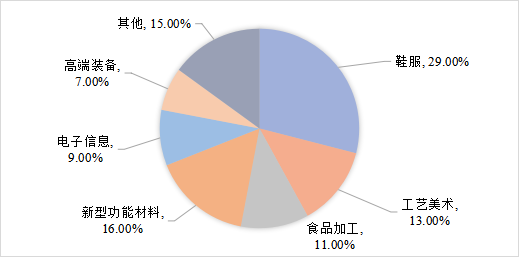 其他, 15.00%
鞋服, 29.00%
高端装备,
7.00%
电子信息,
9.00%
新型功能材料,
16.00%
工艺美术,
13.00%
食品加工,
11.00%